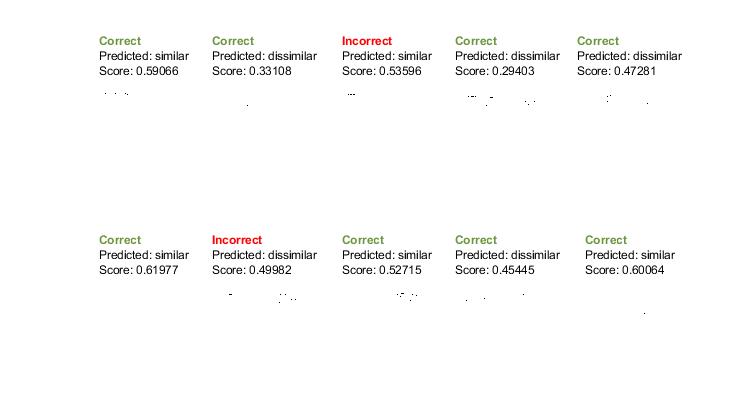 Correct
Predicted: similar
Score: 0.59066
Correct
Predicted: dissimilar
Score: 0.33108
Incorrect
Predicted: similar
Score: 0.53596
Correct
Predicted: dissimilar
Score: 0.29403
Correct
Predicted: dissimilar
Score: 0.47281
Correct
Predicted: similar
Score: 0.61977
Incorrect
Predicted: dissimilar
Score: 0.49982
Correct
Predicted: similar
Score: 0.52715
Correct
Predicted: dissimilar
Score: 0.45445
Correct
Predicted: similar
Score: 0.60064